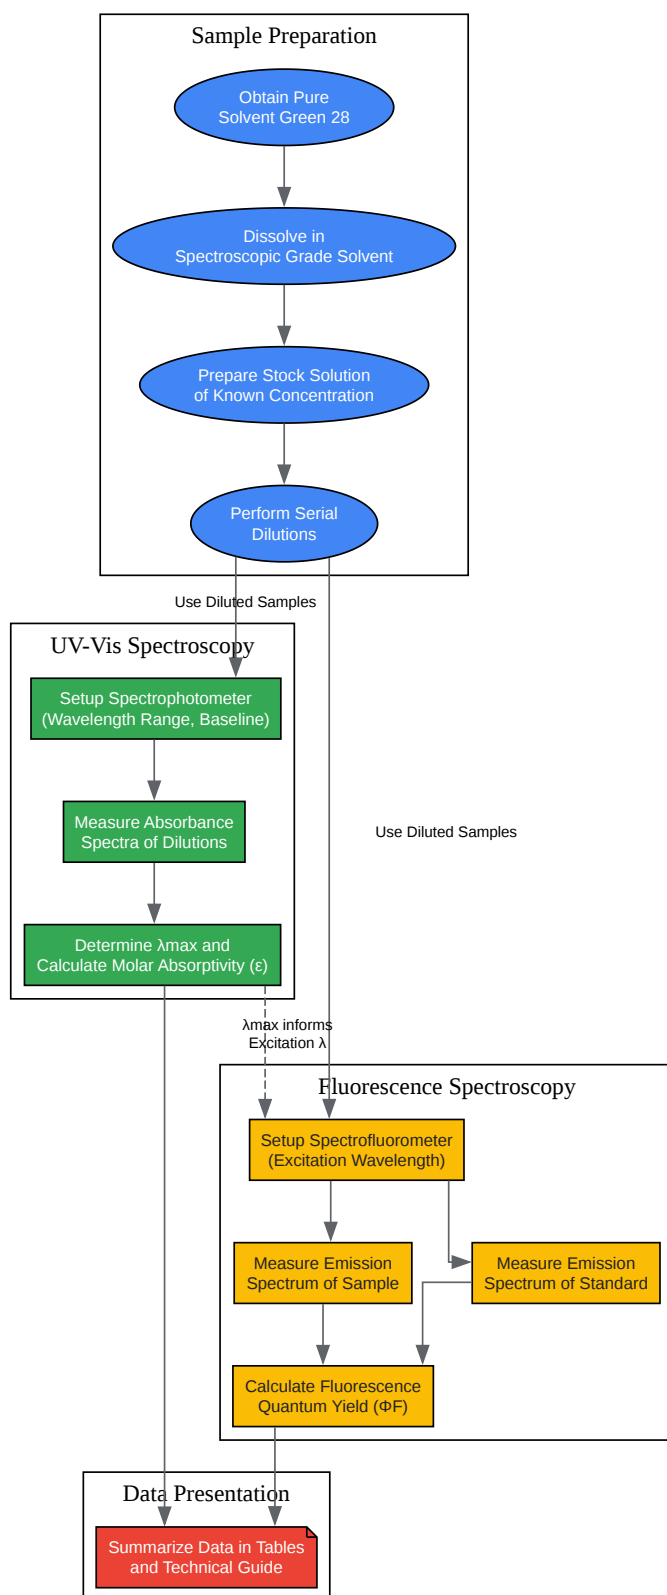 Sample Preparation
Obtain Pure
Solvent Green 28
Dissolve in
Spectroscopic Grade Solvent
Prepare Stock Solution
of Known Concentration
Perform Serial
Dilutions
Use Diluted Samples
UV-Vis Spectroscopy
Setup Spectrophotometer
(Wavelength Range, Baseline)
Measure Absorbance
Spectra of Dilutions
Use Diluted Samples
Determine λmax and
Calculate Molar Absorptivity (ε)
λmax informs
Excitation λ
Fluorescence Spectroscopy
Setup Spectrofluorometer
(Excitation Wavelength)
Measure Emission
Spectrum of Sample
Measure Emission
Spectrum of Standard
Calculate Fluorescence
Quantum Yield (ΦF)
Data Presentation
Summarize Data in Tables
and Technical Guide